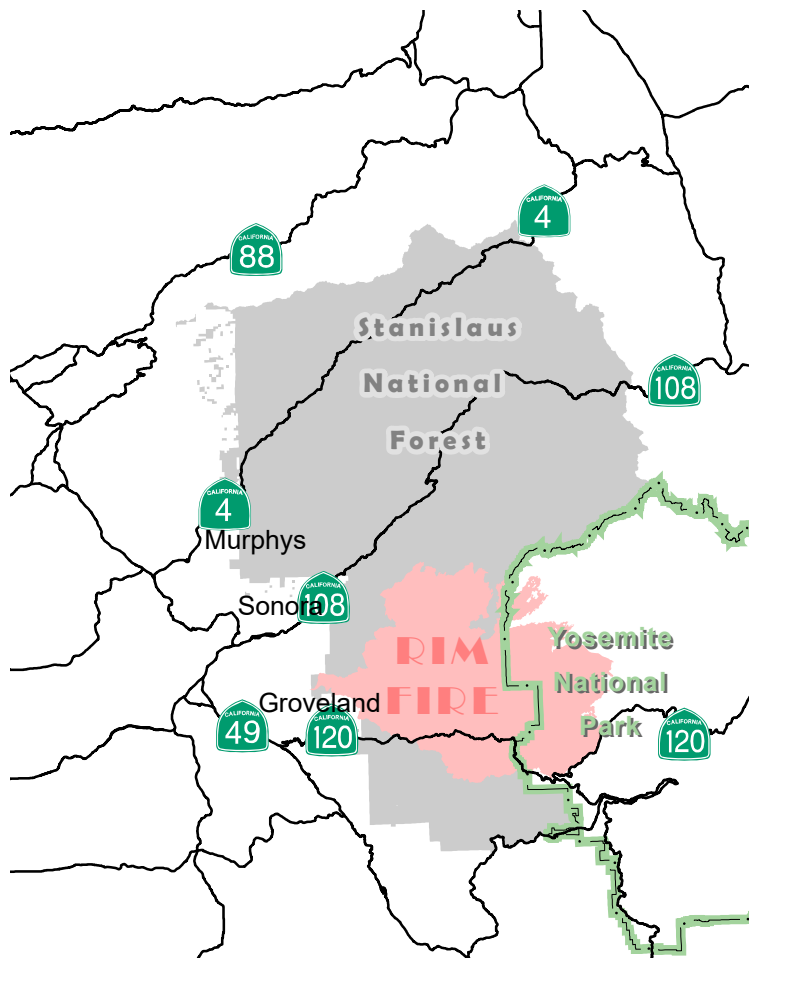 CALIFORNIA
4
CALIFORNIA
88
Stanislaus
National
Forest
CALIFORNIA
108
CALIFORNIA
4
Murphys
CALIFORNIA
108
Sonora
RIM
FIRE
Yosemite
National
Park
Groveland
CALIFORNIA
49
CALIFORNIA
120
CALIFORNIA
120